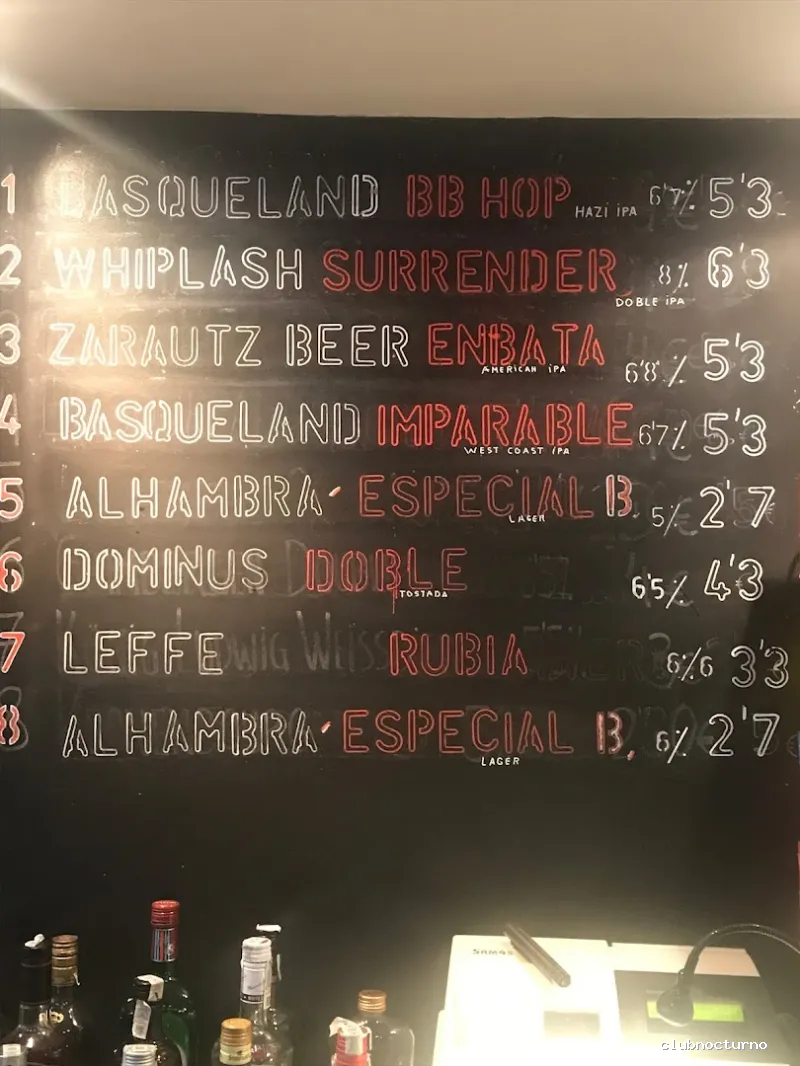 1 BASQUELAND BB HOP HAZI IPA 6'7% 5'3
2 WHIPLASH SURRENDER DOBLE IPA 8% 6'3
3 ZARAUTZ BEER ENBATA AMERICAN IPA 6'8% 5'3
4 BASQUELAND IMPARABLE WEST COAST IPA 6'7% 5'3
5 ALHAMBRA ESPECIAL B. LAGER 5% 2'7
6 DOMINUS DOBLE TOSTADA 6'5% 4'3
7 LEFFE RUBIA 6%6 3'3
8 ALHAMBRA ESPECIAL B. LAGER 6% 2'7
clubnocturno